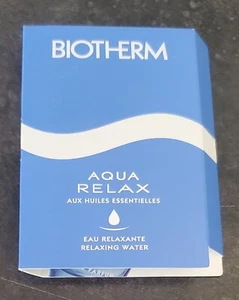 BIOTHERM
AQUA
RELAX
AUX HUILES ESSENTIELLES
EAU RELAXANTE
RELAXING WATER